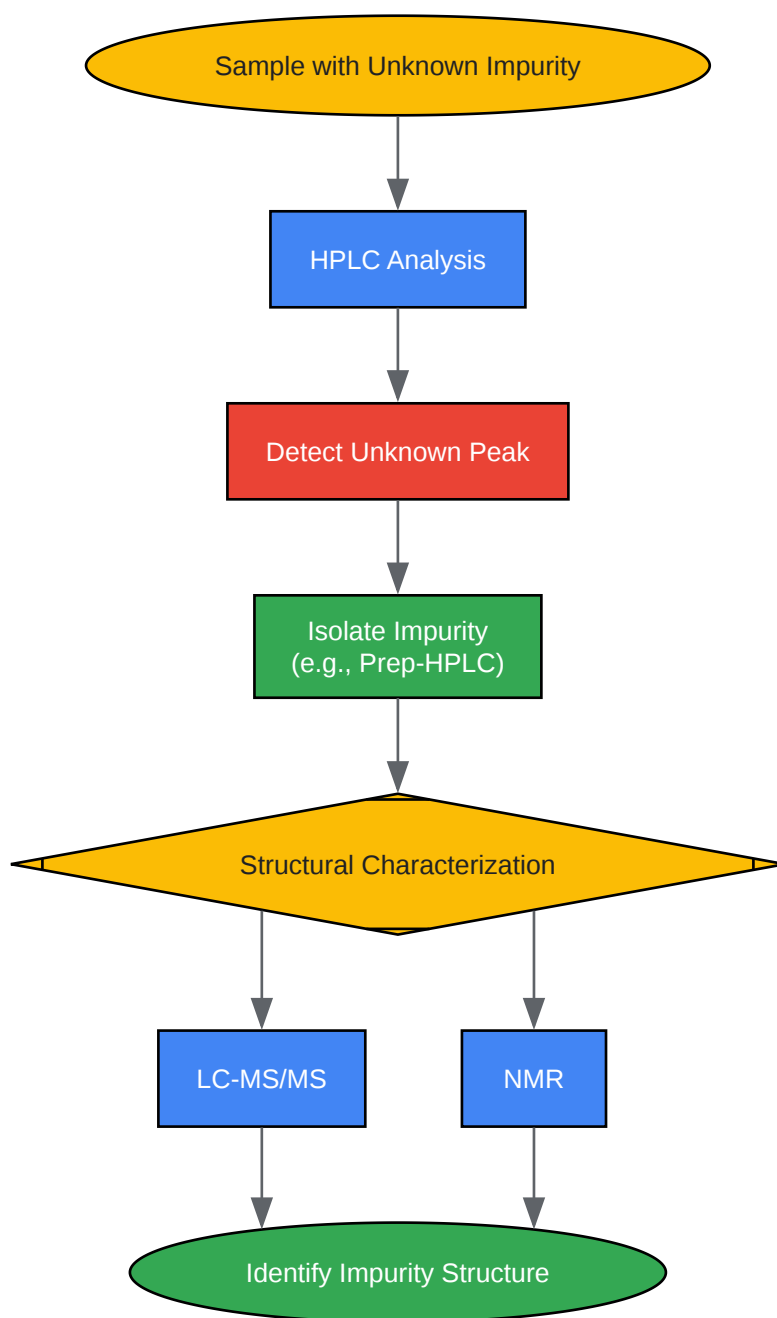 Sample with Unknown Impurity
HPLC Analysis
Detect Unknown Peak
Isolate Impurity
(e.g., Prep-HPLC)
Structural Characterization
LC-MS/MS
NMR
Identify Impurity Structure